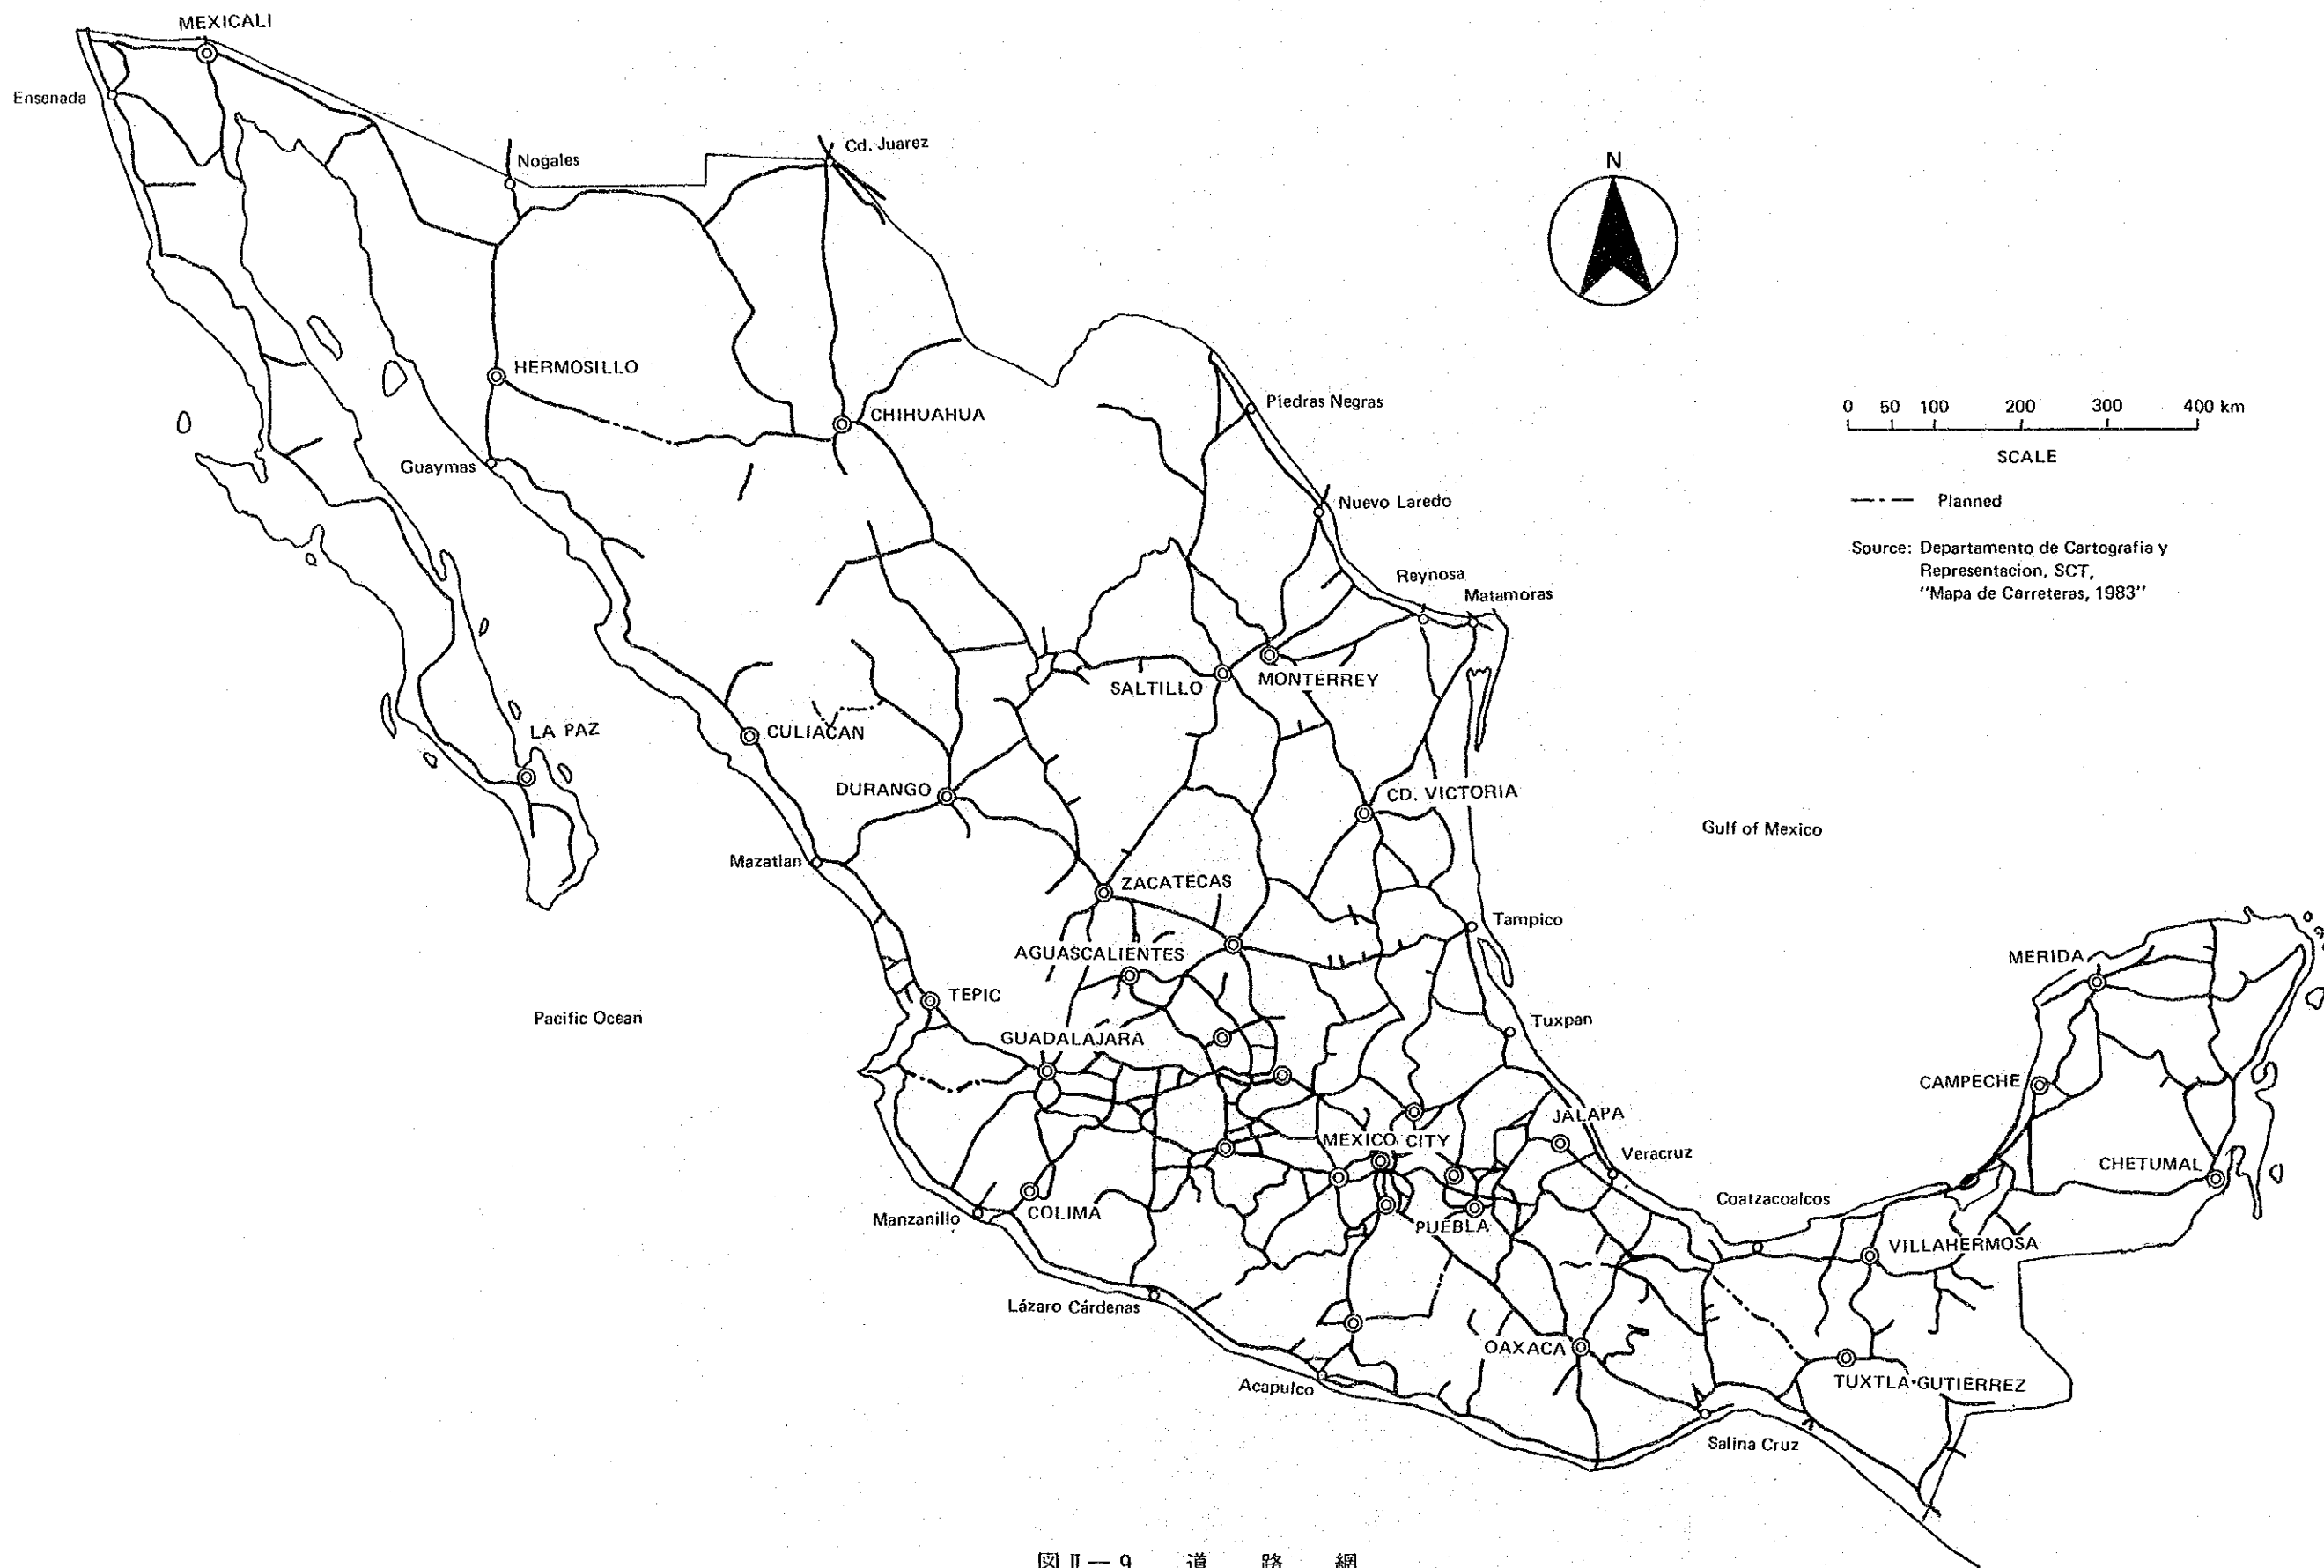 MEXICALI
Ensenada
Nogales
Cd. Juarez
N
HERMOSILLO
CHIHUAHUA
Piedras Negras
0 50 100 200 300 400 km
SCALE
Guaymas
Nuevo Laredo
Planned
Source: Departamento de Cartografia y
Representacion, SCT,
"Mapa de Carreteras, 1983"
Reynosa
Matamoras
SALTILLO
MONTERREY
LA PAZ
CULIACAN
DURANGO
CD. VICTORIA
Gulf of Mexico
Mazatlan
ZACATECAS
Tampico
AGUASCALIENTES
MERIDA
TEPIC
Pacific Ocean
Tuxpan
GUADALAJARA
CAMPECHE
JALAPA
MEXICO CITY
Veracruz
CHETUMAL
Coatzacoalcos
Manzanillo
COLIMA
PUEBLA
VILLAHERMOSA
Lázaro Cárdenas
OAXACA
Acapulco
TUXTLA·GUTIERREZ
Salina Cruz
図 II-9 道 路 網